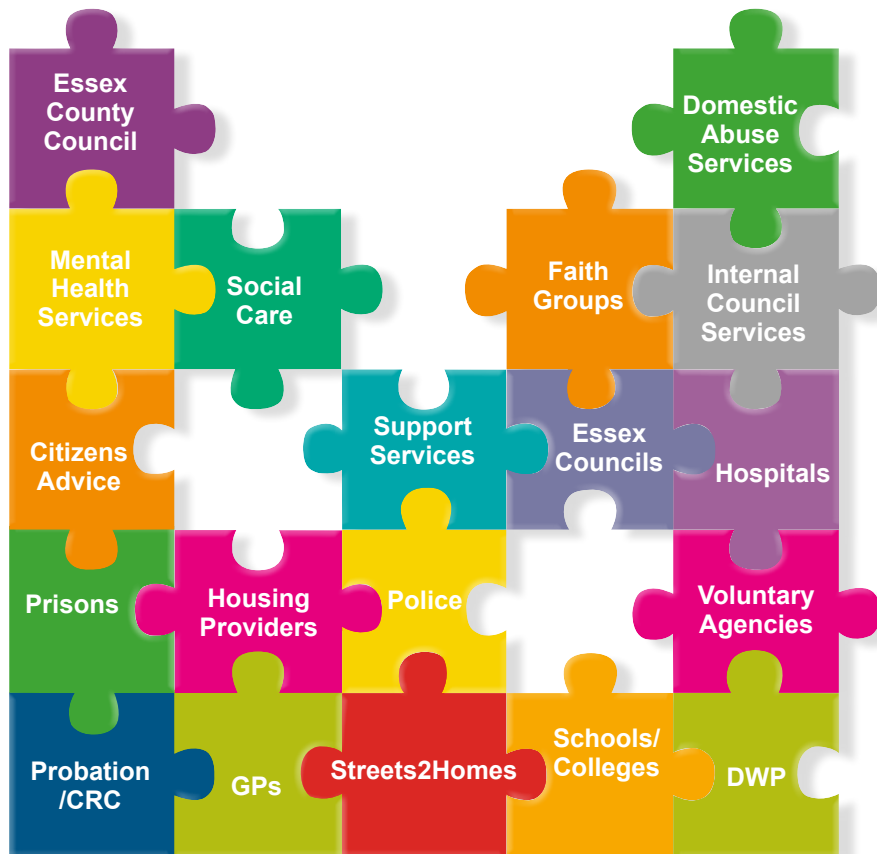 Essex
County
Council
Domestic
Abuse
Services
Mental
Health
Services
Social
Care
Faith
Groups
Internal
Council
Services
Citizens
Advice
Support
Services
Essex
Councils
Hospitals
Prisons
Housing
Providers
Police
Voluntary
Agencies
Probation
/CRC
GPs
Streets2Homes
Schools/
Colleges
DWP